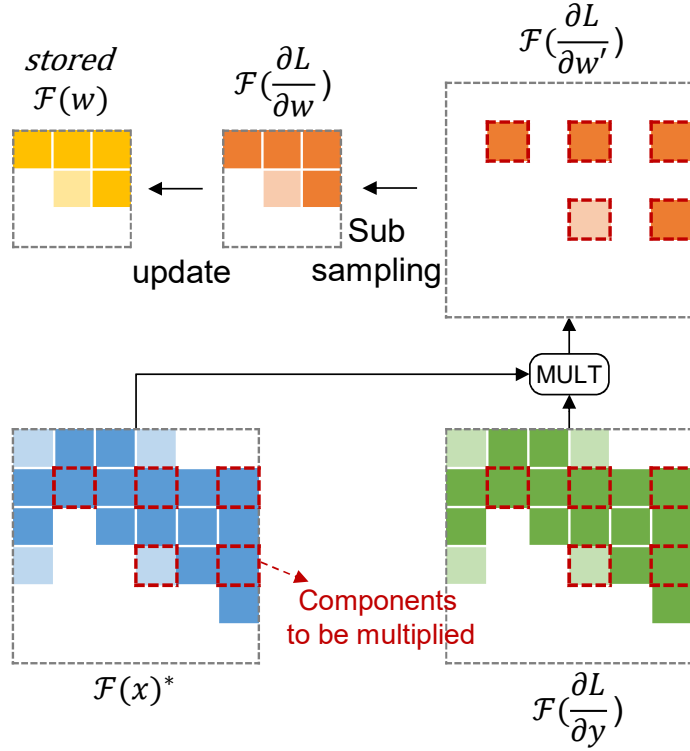 stored
ℱ(w)
ℱ(∂L/∂w)
ℱ(∂L/∂w′)
update
Sub
sampling
MULT
Components
to be multiplied
ℱ(x)*
ℱ(∂L/∂y)